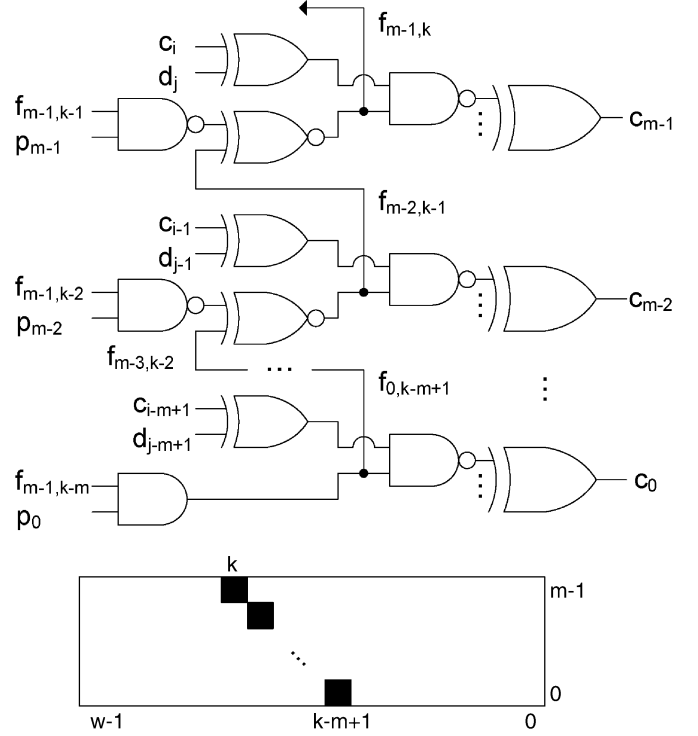 f_{m-1,k}
c_i
d_j
f_{m-1,k-1}
p_{m-1}
c_{m-1}
f_{m-2,k-1}
c_{i-1}
d_{j-1}
f_{m-1,k-2}
p_{m-2}
c_{m-2}
f_{m-3,k-2}
...
f_{0,k-m+1}
c_{i-m+1}
d_{j-m+1}
f_{m-1,k-m}
p_0
c_0
k
m-1
0
w-1 k-m+1 0